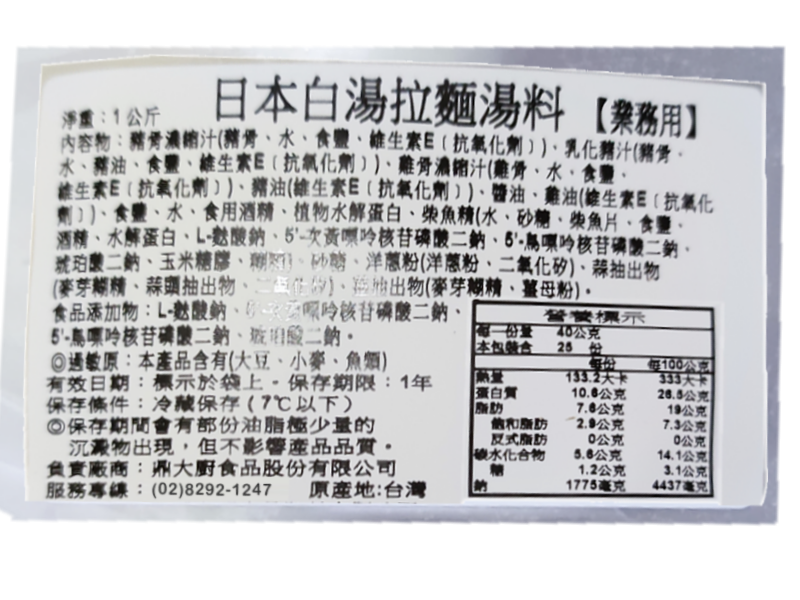 日本白湯拉麵湯料【業務用】
淨重：1公斤
內容物：豬骨濃縮汁(豬骨、水、食鹽、維生素E﹝抗氧化劑﹞)、乳化豬汁(豬骨、
水、豬油、食鹽、維生素E﹝抗氧化劑﹞)、雞骨濃縮汁(雞骨、水、食鹽、
維生素E﹝抗氧化劑﹞)、豬油(維生素E﹝抗氧化劑﹞)、醬油、雞油(維生素E﹝抗氧化
劑﹞)、食鹽、水、食用酒精、植物水解蛋白、柴魚精(水、砂糖、柴魚片、食鹽、
酒精、水解蛋白、L-麩酸鈉、5'-次黃嘌呤核苷磷酸二鈉、5'-鳥嘌呤核苷磷酸二鈉、
琥珀酸二鈉、玉米糖膠、砂糖、洋蔥粉(洋蔥粉、二氧化矽)、蒜抽出物
(麥芽糊精、蒜頭抽出物、二氧化矽)、抽出物(麥芽糊精、薑母粉)。
食品添加物：L-麩酸鈉、嘌呤核苷磷酸二鈉、
5'-鳥嘌呤核苷磷酸二鈉、琥珀酸二鈉。
◎過敏原：本產品含有(大豆、小麥、魚類)
有效日期：標示於袋上。保存期限：1年
保存條件：冷藏保存(7℃以下)
◎保存期間會有部份油脂極少量的
沉澱物出現，但不影響產品品質。
負責廠商：鼎大廚食品股份有限公司
服務專線：(02)8292-1247 原產地:台灣
營養標示
每一份量 40公克
本包裝含 25 份
每份 每100公克
熱量 133.2大卡 333大卡
蛋白質 10.6公克 26.5公克
脂肪 7.6公克 19公克
飽和脂肪 2.9公克 7.3公克
反式脂肪 0公克 0公克
碳水化合物 5.6公克 14.1公克
糖 1.2公克 3.1公克
鈉 1775毫克 4437毫克